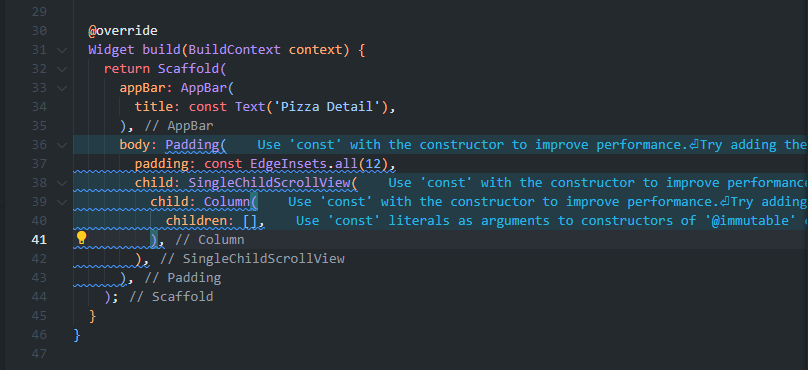 29
30 @override
31 Widget build(BuildContext context) {
32 return Scaffold(
33 appBar: AppBar(
34 title: const Text('Pizza Detail'),
35 ), // AppBar
36 body: Padding( Use 'const' with the constructor to improve performance.⏎Try adding the
37 padding: const EdgeInsets.all(12),
38 child: SingleChildScrollView( Use 'const' with the constructor to improve performance
39 child: Column( Use 'const' with the constructor to improve performance.⏎Try adding
40 children: [], Use 'const' literals as arguments to constructors of '@immutable'
41 ), // Column
42 ), // SingleChildScrollView
43 ), // Padding
44 ); // Scaffold
45 }
46 }
47